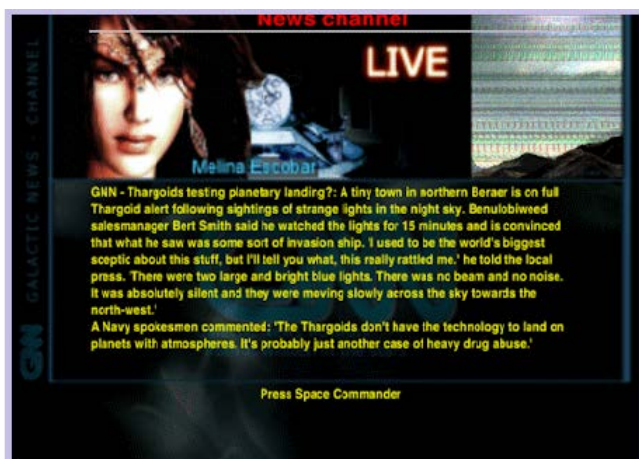 News channel
LIVE
Melina Escobar
GALACTIC NEWS - CHANNEL
GNN
GNN - Thargoids testing planetary landing?: A tiny town in northern Beraer is on full
Thargoid alert following sightings of strange lights in the night sky. Benulobiweed
salesmanager Bert Smith said he watched the lights for 15 minutes and is convinced
that what he saw was some sort of invasion ship. 'I used to be the world's biggest
sceptic about this stuff, but I'll tell you what, this really rattled me.' he told the local
press. 'There were two large and bright blue lights. There was no beam and no noise.
It was absolutely silent and they were moving slowly across the sky towards the
north-west.'
A Navy spokesmen commented: 'The Thargoids don't have the technology to land on
planets with atmospheres. It's probably just another case of heavy drug abuse.'
Press Space Commander